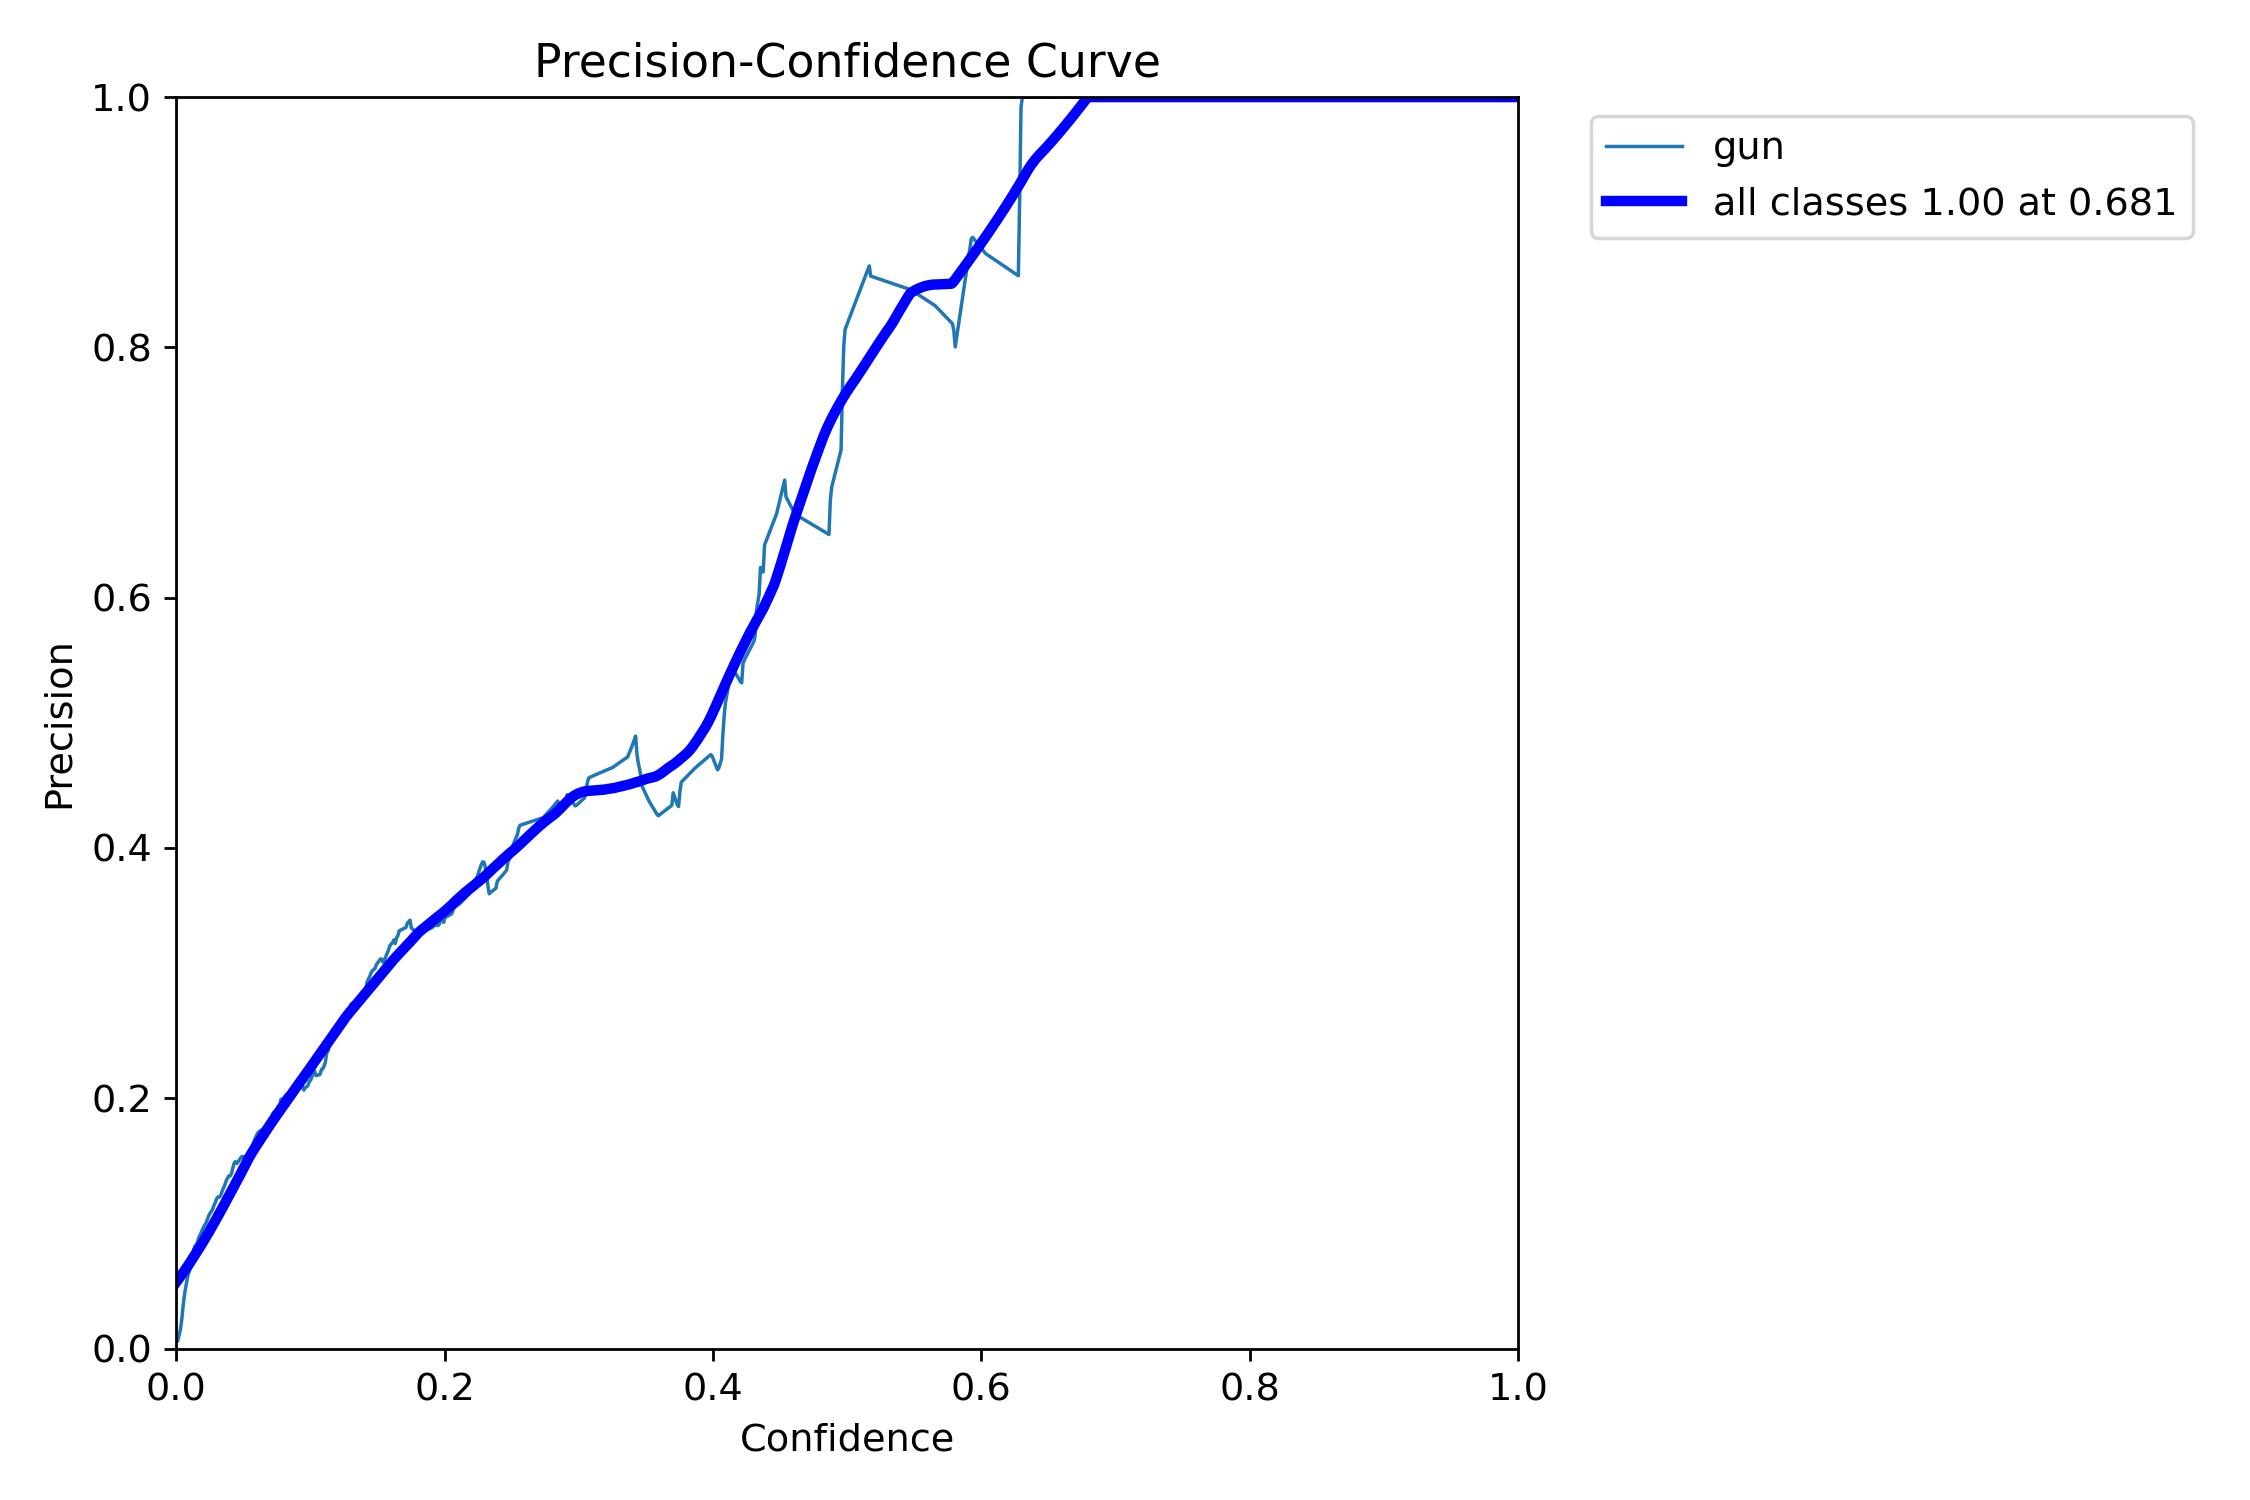 Precision-Confidence Curve
1.0
0.8
0.6
0.4
0.2
0.0
Precision
0.0 0.2 0.4 0.6 0.8 1.0
Confidence
gun
all classes 1.00 at 0.681